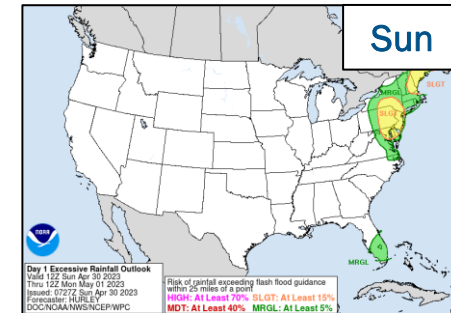 Sun
MRGL
SLGT
SLGT
MRGL
NOAA
Day 1 Excessive Rainfall Outlook
Valid 12Z Sun Apr 30 2023
Thru 12Z Mon May 01 2023
Issued: 0727Z Sun Apr 30 2023
Forecaster: HURLEY
DOC/NOAA/NWS/NCEP/WPC
Risk of rainfall exceeding flash flood guidance
within 25 miles of a point
HIGH: At Least 70% SLGT: At Least 15%
MDT: At Least 40% MRGL: At Least 5%